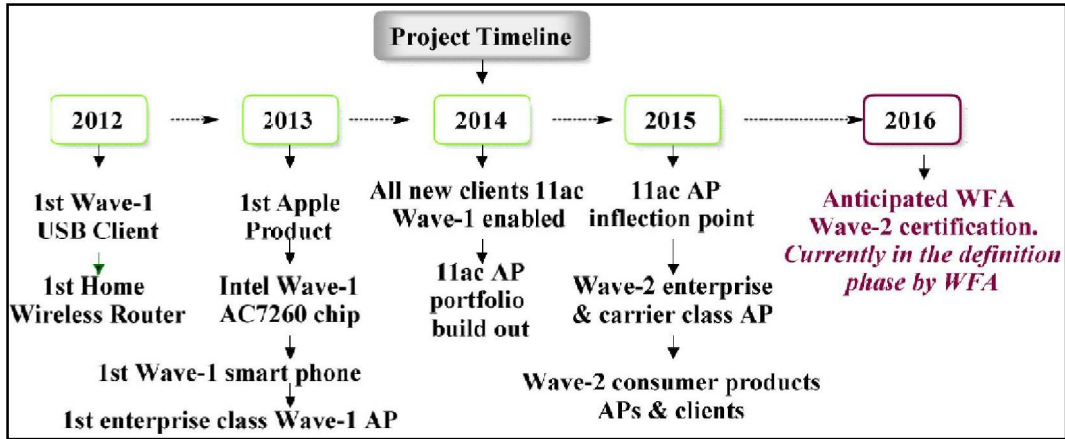 Project Timeline
2012
2013
2014
2015
2016
1st Wave-1
USB Client
1st Home
Wireless Router
1st Apple
Product
Intel Wave-1
AC7260 chip
1st Wave-1 smart phone
1st enterprise class Wave-1 AP
All new clients 11ac
Wave-1 enabled
11ac AP
portfolio
build out
11ac AP
inflection point
Wave-2 enterprise
& carrier class AP
Wave-2 consumer products
APs & clients
Anticipated WFA
Wave-2 certification.
Currently in the definition
phase by WFA